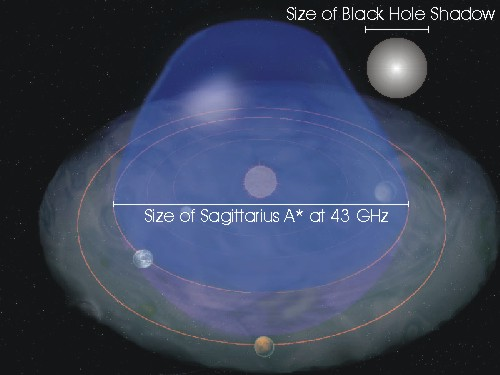 Size of Black Hole Shadow
Size of Sagittarius A* at 43 GHz